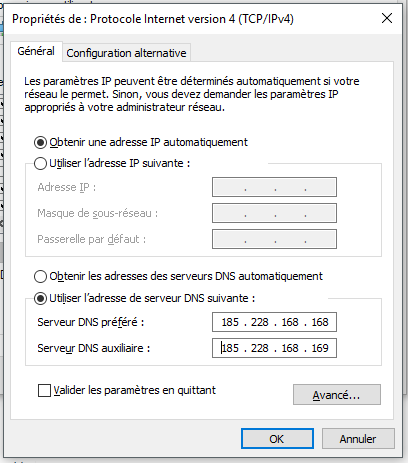 Propriétés de : Protocole Internet version 4 (TCP/IPv4)
Général
Configuration alternative
Les paramètres IP peuvent être déterminés automatiquement si votre
réseau le permet. Sinon, vous devez demander les paramètres IP
appropriés à votre administrateur réseau.
Obtenir une adresse IP automatiquement
Utiliser l'adresse IP suivante :
Adresse IP :
Masque de sous-réseau :
Passerelle par défaut :
Obtenir les adresses des serveurs DNS automatiquement
Utiliser l'adresse de serveur DNS suivante :
Serveur DNS préféré : 185 . 228 . 168 . 168
Serveur DNS auxiliaire : 185 . 228 . 168 . 169
Valider les paramètres en quittant
Avancé...
OK Annuler